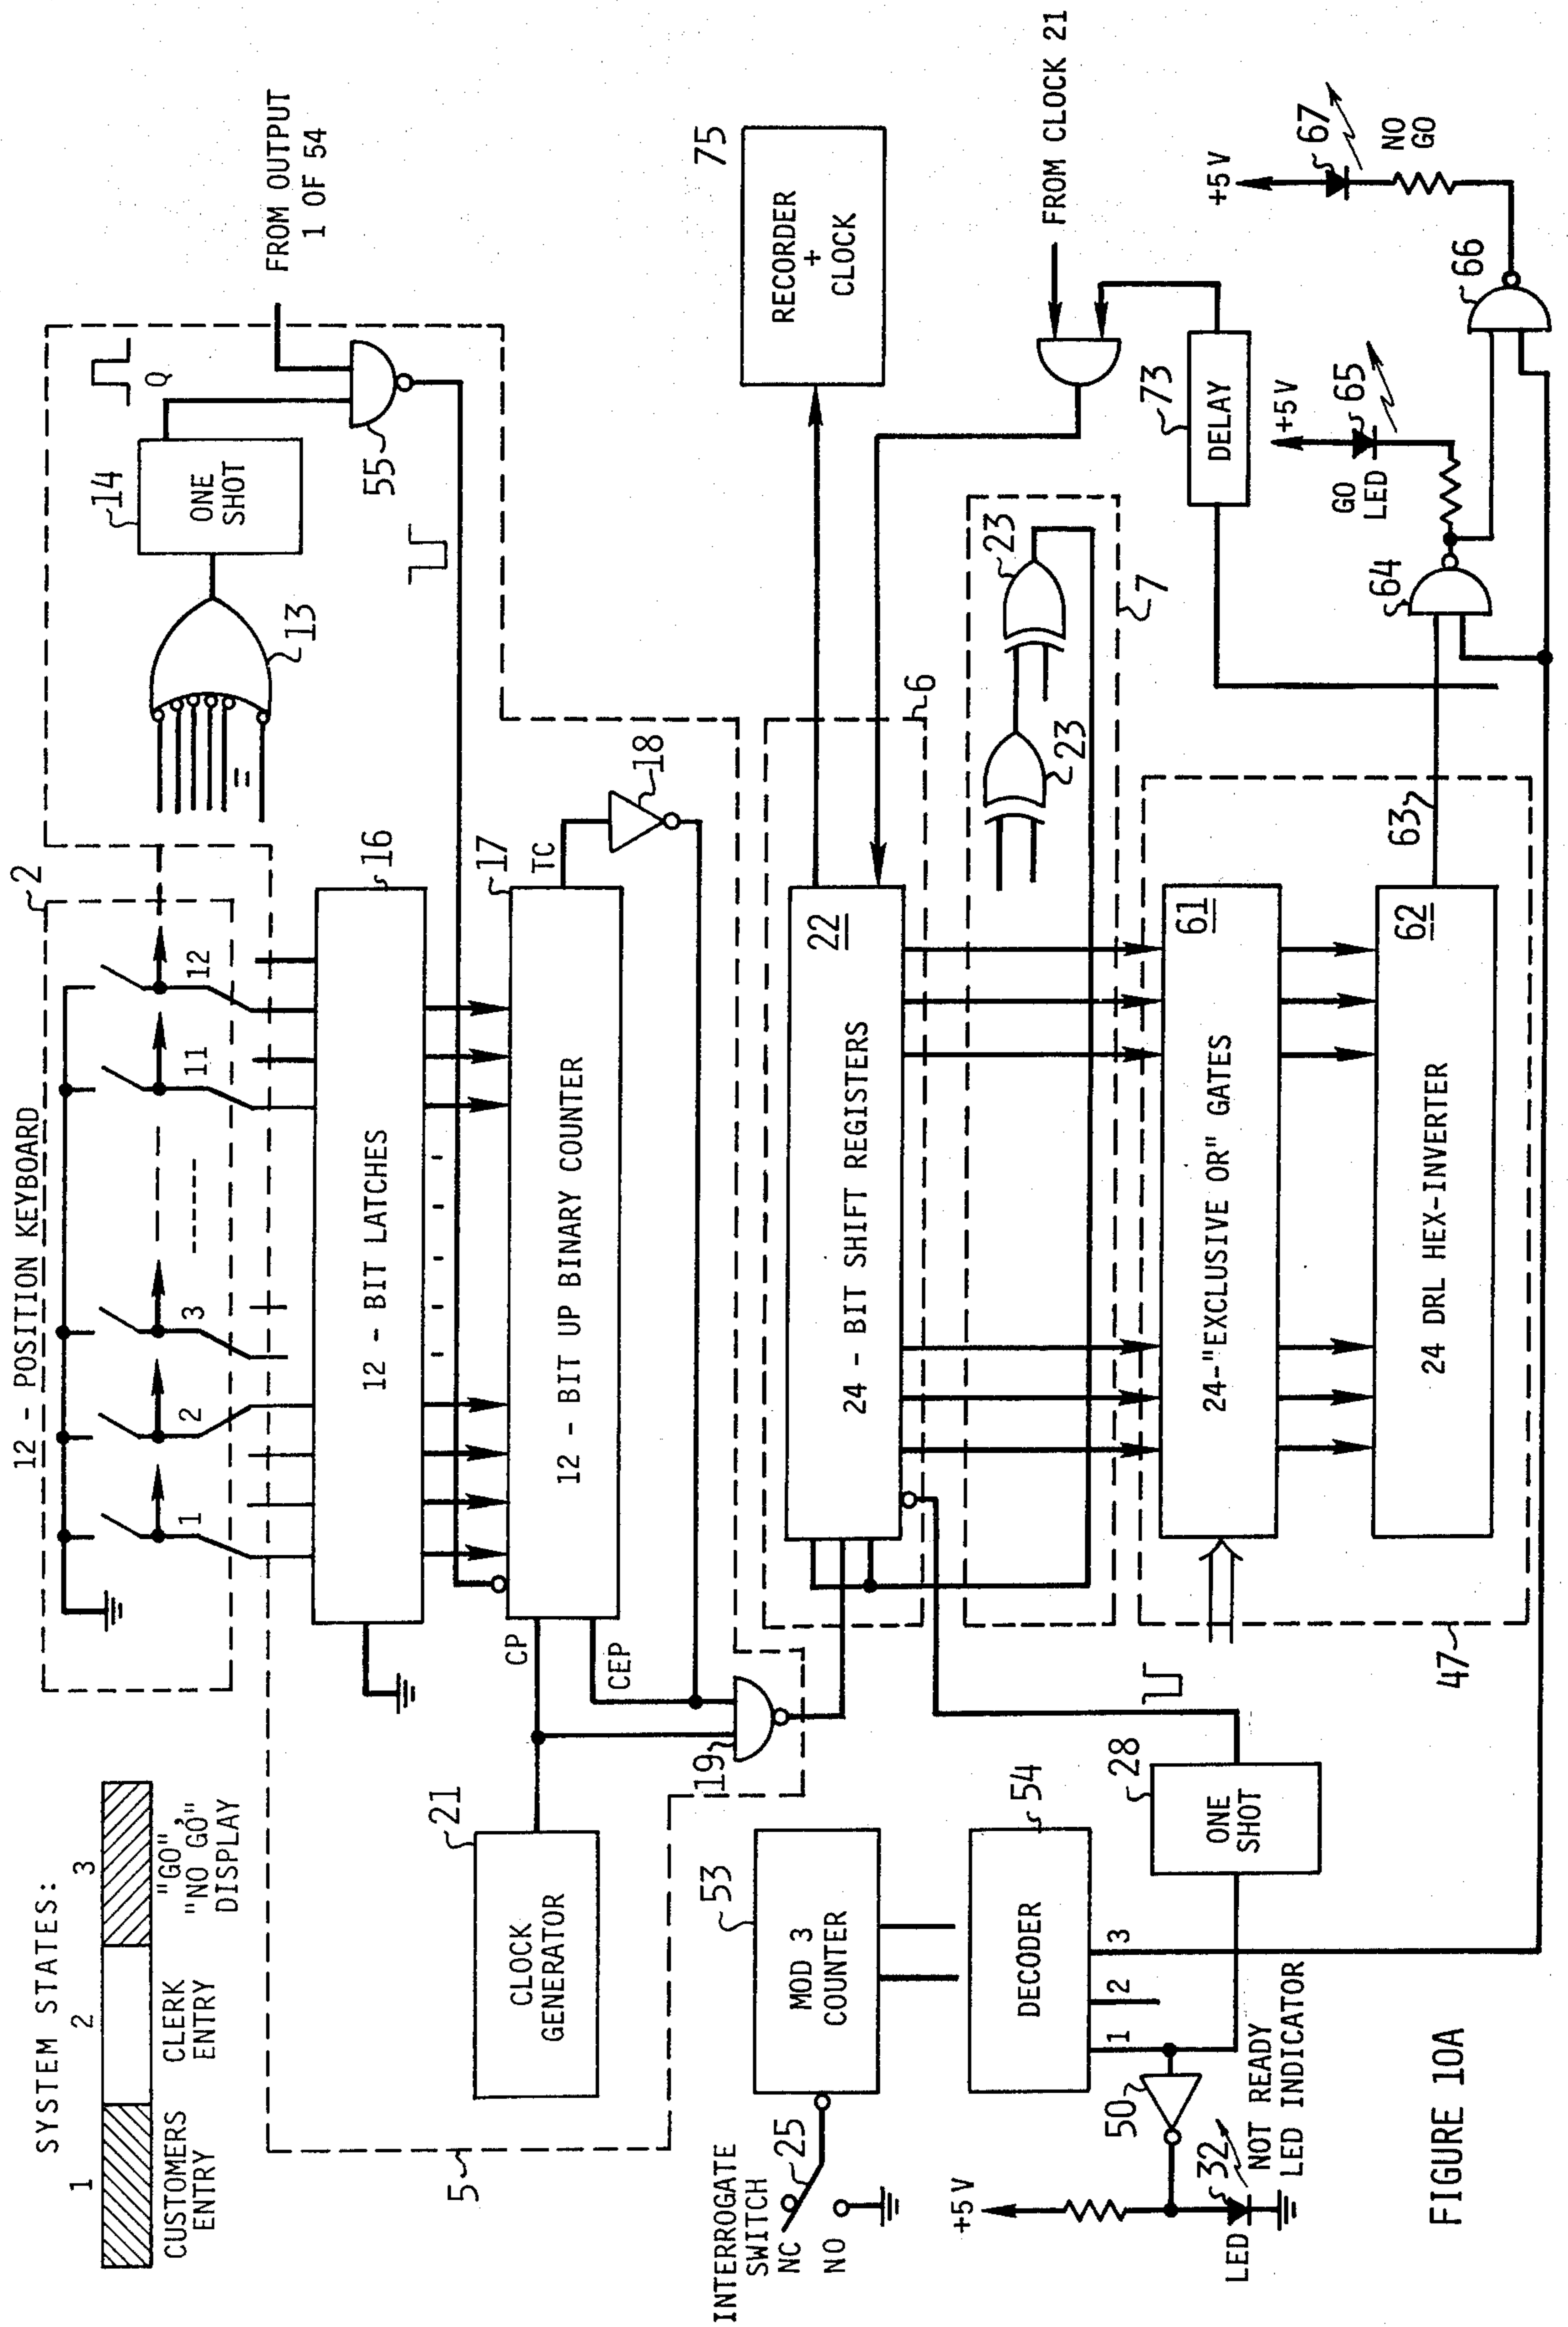 SYSTEM STATES:
1
2
3
CUSTOMERS
ENTRY
CLERK
ENTRY
"GO"
"NO GO"
DISPLAY
12 - POSITION KEYBOARD
2
1
2
3
11
12
13
14
ONE
SHOT
Q
FROM OUTPUT
1 OF 54
55
16
12 - BIT LATCHES
17
12 - BIT UP BINARY COUNTER
TC
18
CP
CEP
19
21
CLOCK
GENERATOR
5
75
RECORDER
+
CLOCK
6
22
24 - BIT SHIFT REGISTERS
FROM CLOCK 21
23
23
7
73
DELAY
INTERROGATE
SWITCH
NC
NO
25
53
MOD 3
COUNTER
54
DECODER
1
2
3
28
ONE
SHOT
61
24-"EXCLUSIVE OR" GATES
62
24 DRL HEX-INVERTER
47
63
64
+5V
65
GO
LED
66
+5V
67
NO
GO
50
+5V
32
LED
NOT READY
LED INDICATOR
FIGURE 10A